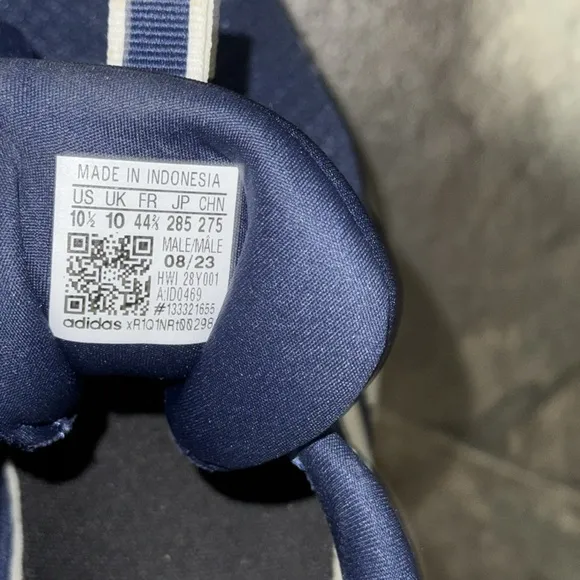 MADE IN INDONESIA
US UK FR JP CHN
10½ 10 44⅔ 285 275
MALE/MÂLE
08/23
HWI 28Y001
A:ID0469
#133321655
adidas xR1Q1NRt00298